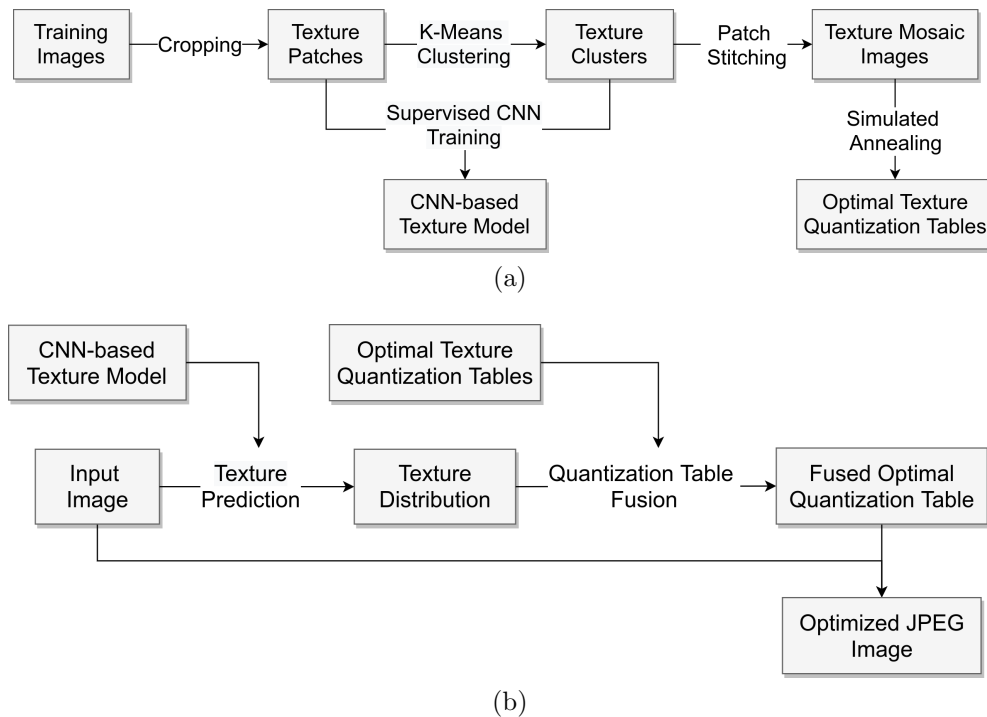 Training
Images
Cropping
Texture
Patches
K-Means
Clustering
Texture
Clusters
Patch
Stitching
Texture Mosaic
Images
Supervised CNN
Training
Simulated
Annealing
CNN-based
Texture Model
Optimal Texture
Quantization Tables
(a)
CNN-based
Texture Model
Optimal Texture
Quantization Tables
Input
Image
Texture
Prediction
Texture
Distribution
Quantization Table
Fusion
Fused Optimal
Quantization Table
Optimized JPEG
Image
(b)